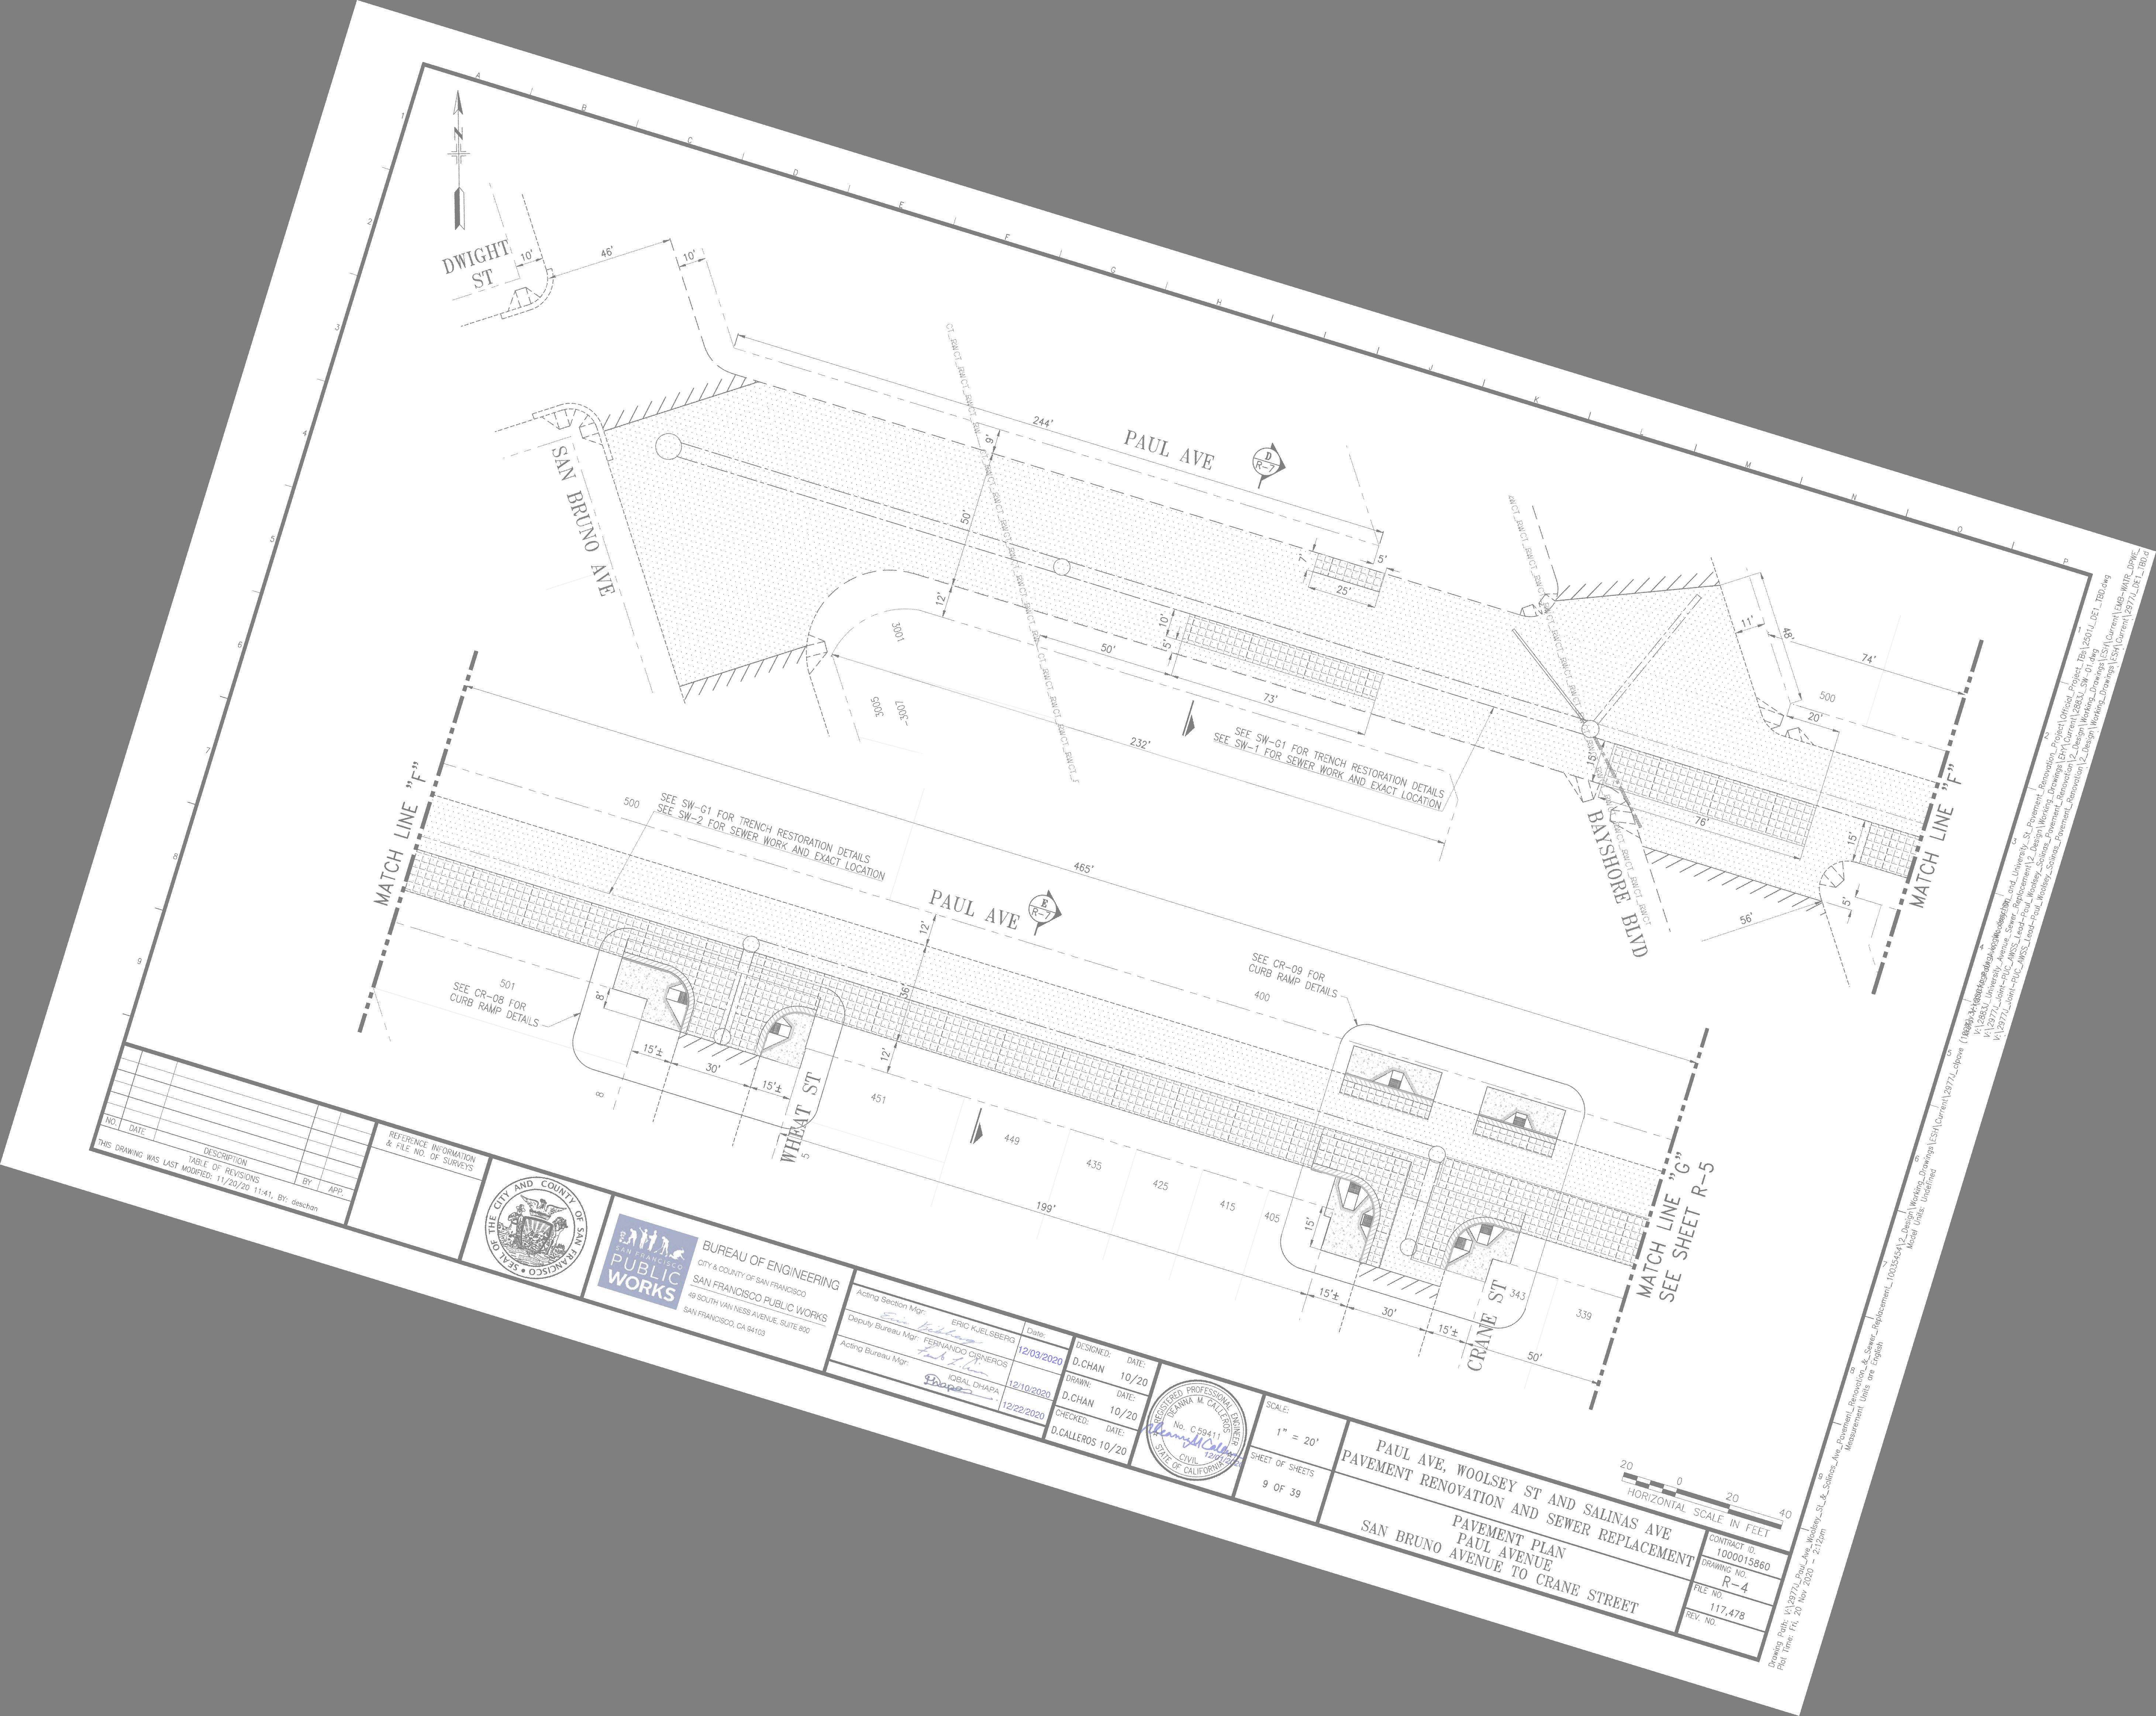 A
B
C
D
E
F
G
H
K
M
N
O
P
1
2
3
4
5
6
7
8
9
N
DWIGHT
ST
10'
46'
10'
244'
PAUL AVE
D
R-7
9'
50'
12'
SAN BRUNO AVE
3001
3005
3007
50'
10'
5'
73'
232'
7'
25'
5'
SEE SW-G1 FOR TRENCH RESTORATION DETAILS
SEE SW-1 FOR SEWER WORK AND EXACT LOCATION
15'
76'
BAYSHORE BLVD
56'
11'
48'
74'
500
20'
15'
5'
MATCH LINE "F"
MATCH LINE "F"
500
SEE SW-G1 FOR TRENCH RESTORATION DETAILS
SEE SW-2 FOR SEWER WORK AND EXACT LOCATION
465'
PAUL AVE
E
R-7
12'
36'
12'
501
SEE CR-08 FOR
CURB RAMP DETAILS
8'
15'±
30'
15'±
8
WHEAT ST
5
451
449
435
425
415
405
199'
SEE CR-09 FOR
CURB RAMP DETAILS
400
15'
15'±
30'
15'±
50'
CRANE ST
343
339
MATCH LINE "G"
SEE SHEET R-5
NO.
DATE
DESCRIPTION
BY
APP.
TABLE OF REVISIONS
THIS DRAWING WAS LAST MODIFIED: 11/20/20 11:41, BY: deschan
REFERENCE INFORMATION
& FILE NO. OF SURVEYS
SEAL OF THE CITY AND COUNTY OF SAN FRANCISCO
SAN FRANCISCO
PUBLIC
WORKS
BUREAU OF ENGINEERING
CITY & COUNTY OF SAN FRANCISCO
SAN FRANCISCO PUBLIC WORKS
49 SOUTH VAN NESS AVENUE, SUITE 800
SAN FRANCISCO, CA 94103
Acting Section Mgr:
ERIC KJELSBERG
Date:
12/03/2020
Deputy Bureau Mgr: FERNANDO CISNEROS
12/10/2020
Acting Bureau Mgr:
IQBAL DHAPA
12/22/2020
DESIGNED: DATE:
D.CHAN 10/20
DRAWN: DATE:
D.CHAN 10/20
CHECKED: DATE:
D.CALLEROS 10/20
REGISTERED PROFESSIONAL ENGINEER
DEANNA M. CALLEROS
No. C 59411
CIVIL
STATE OF CALIFORNIA
SCALE:
1" = 20'
SHEET OF SHEETS
9 OF 39
20 0 20 40
HORIZONTAL SCALE IN FEET
PAUL AVE, WOOLSEY ST AND SALINAS AVE
PAVEMENT RENOVATION AND SEWER REPLACEMENT
PAVEMENT PLAN
PAUL AVENUE
SAN BRUNO AVENUE TO CRANE STREET
CONTRACT ID.
1000015860
DRAWING NO.
R-4
FILE NO.
117,478
REV. NO.
Plot Time: Fri, 20 Nov 2020 - 2:12pm
Measurement Units are English
Model Units: Undefined